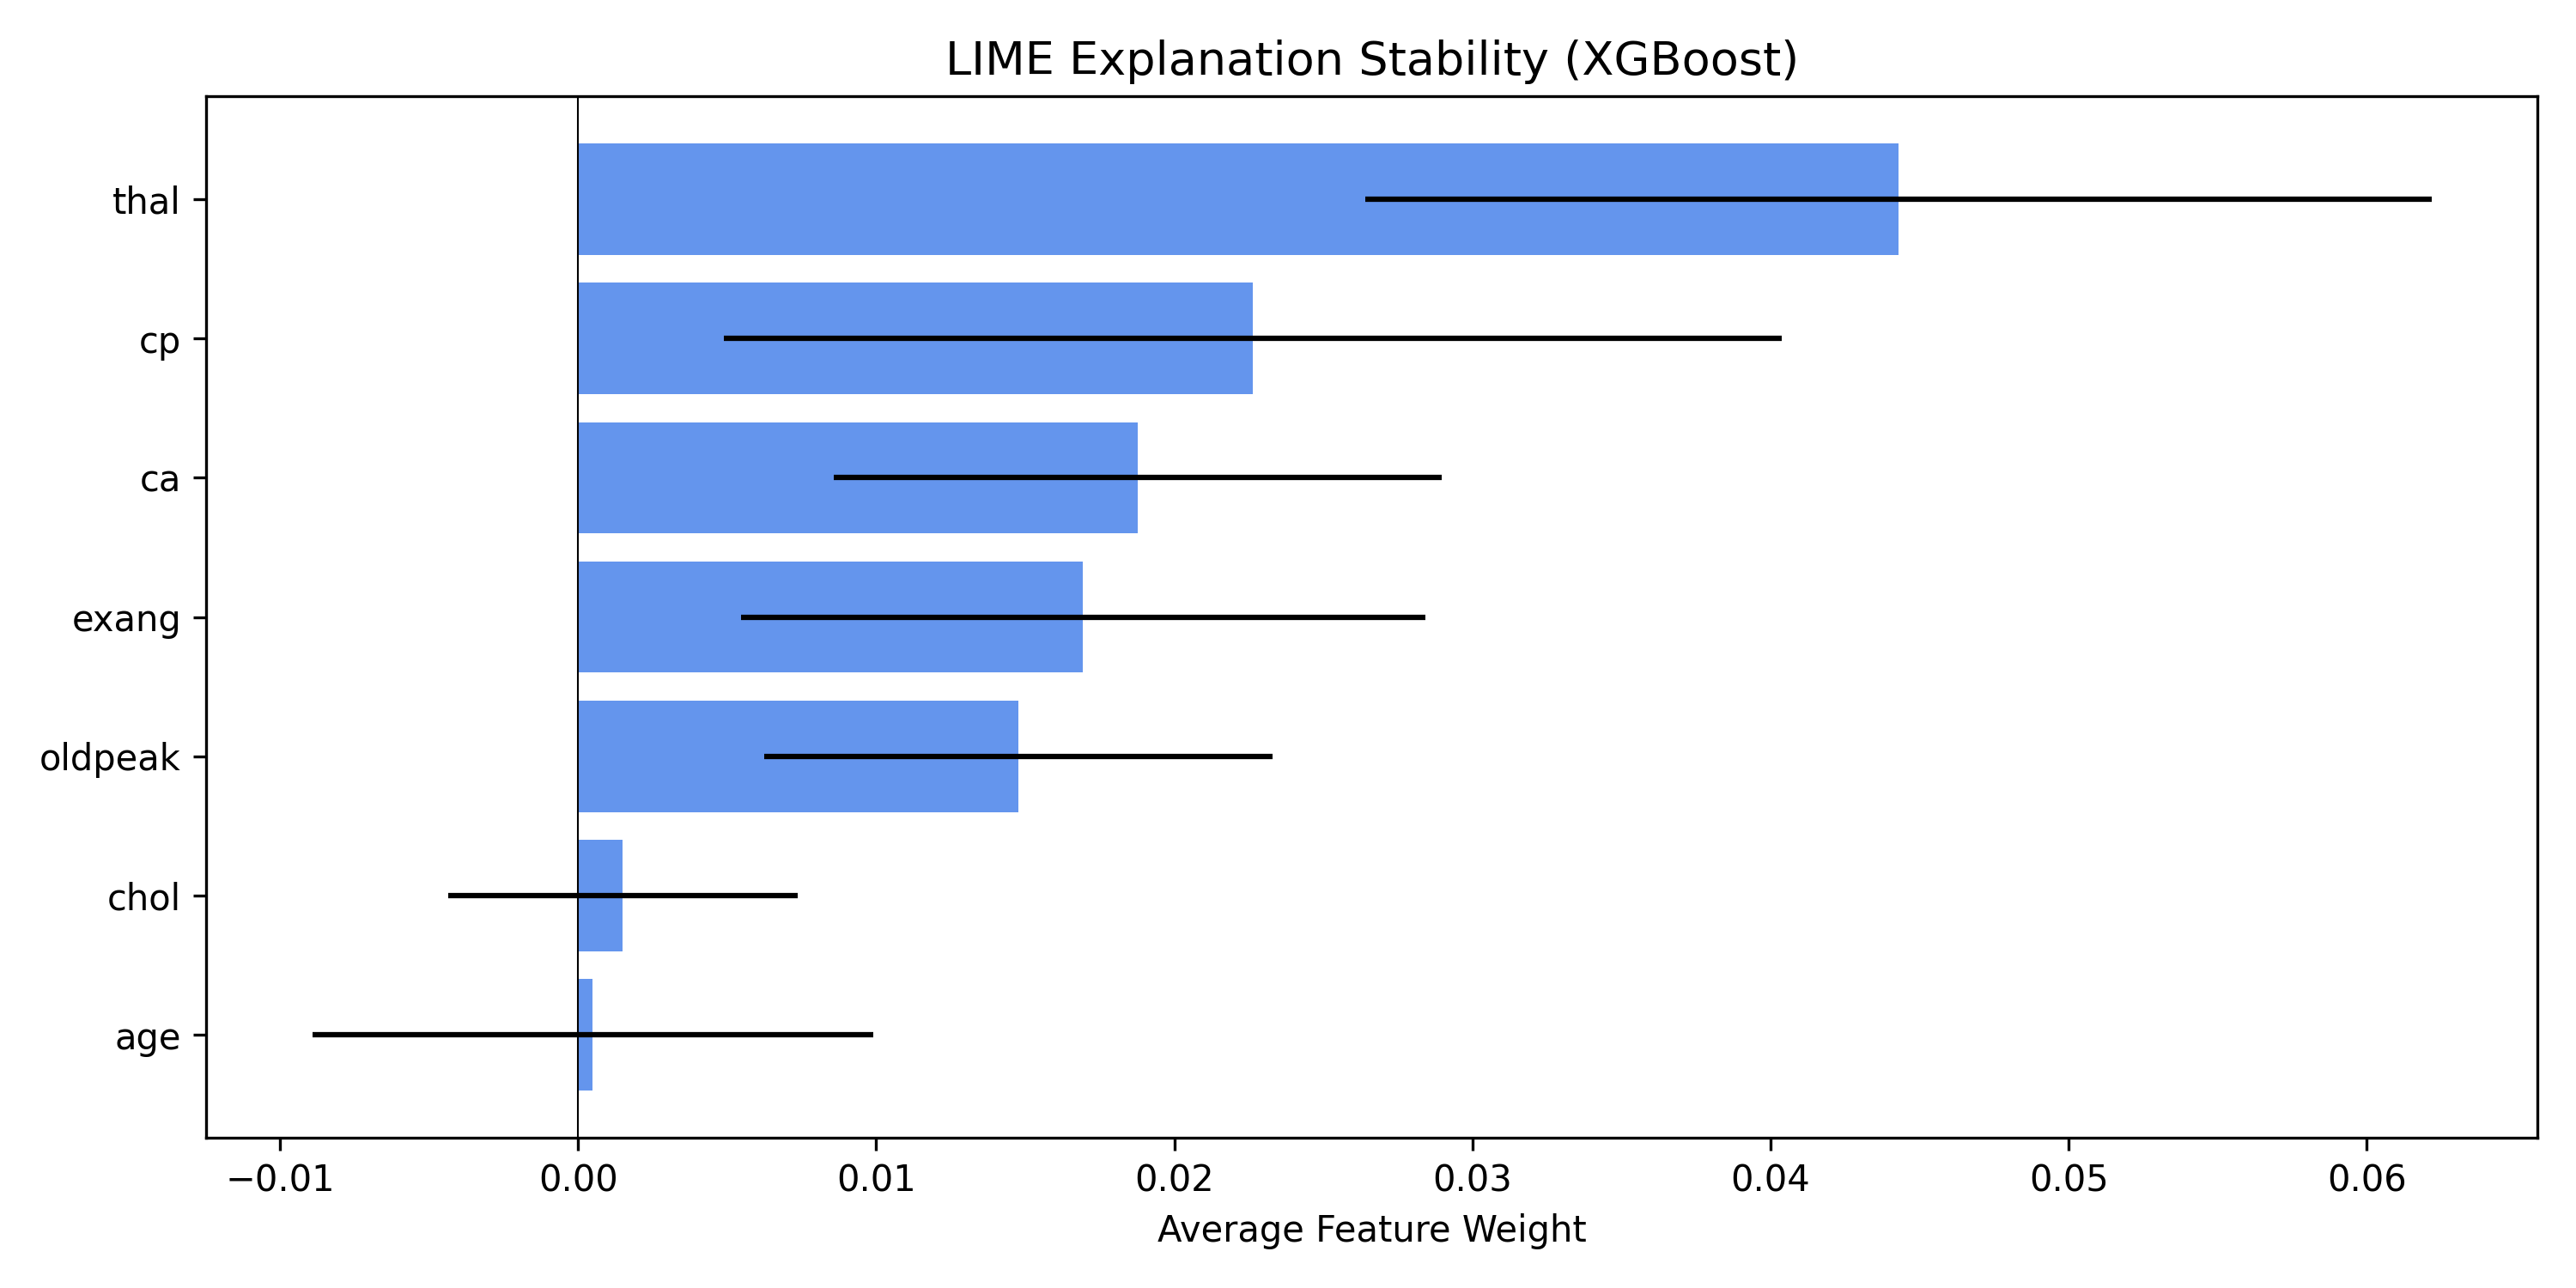 LIME Explanation Stability (XGBoost)
thal
cp
ca
exang
oldpeak
chol
age
−0.01 0.00 0.01 0.02 0.03 0.04 0.05 0.06
Average Feature Weight